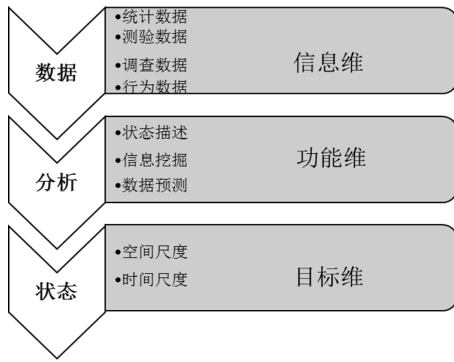 数据
•统计数据
•测验数据
•调查数据
•行为数据
信息维
分析
•状态描述
•信息挖掘
•数据预测
功能维
状态
•空间尺度
•时间尺度
目标维